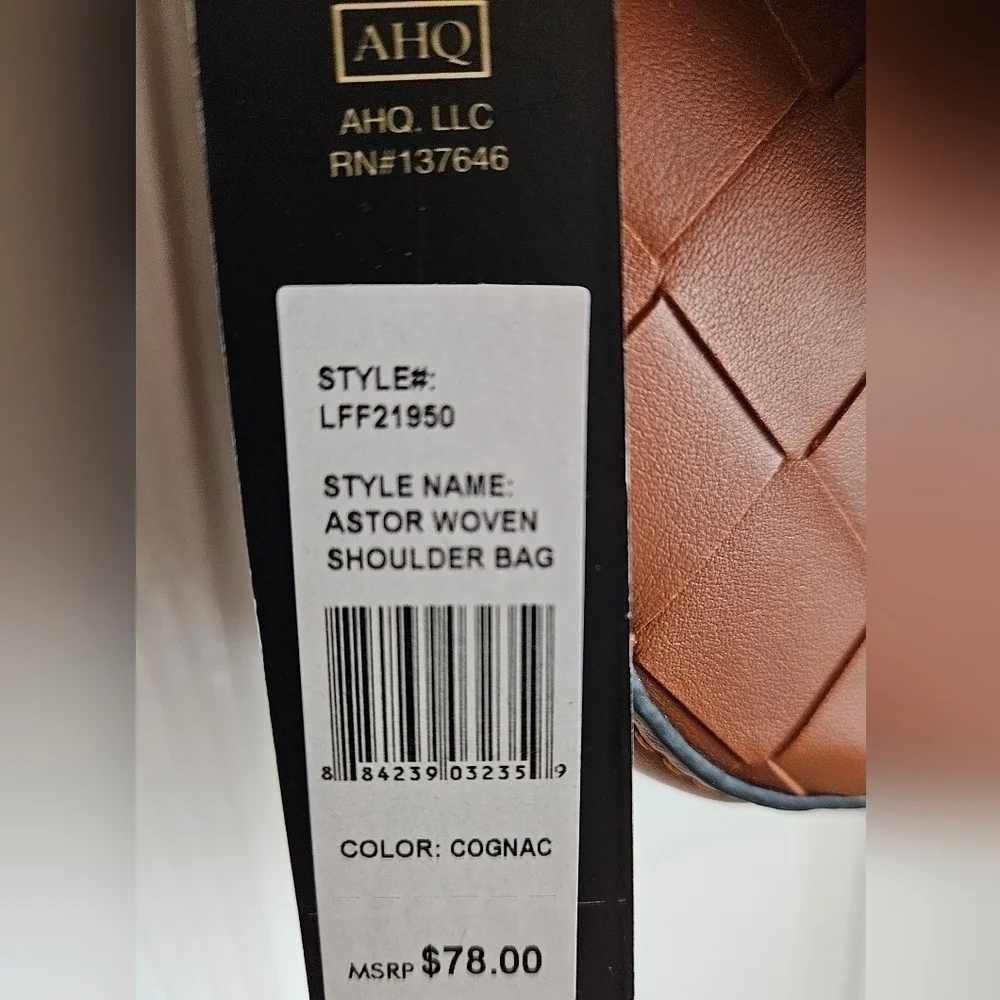 AHQ
AHQ. LLC
RN#137646
STYLE#:
LFF21950
STYLE NAME:
ASTOR WOVEN
SHOULDER BAG
8 84239 03235 9
COLOR: COGNAC
MSRP $78.00